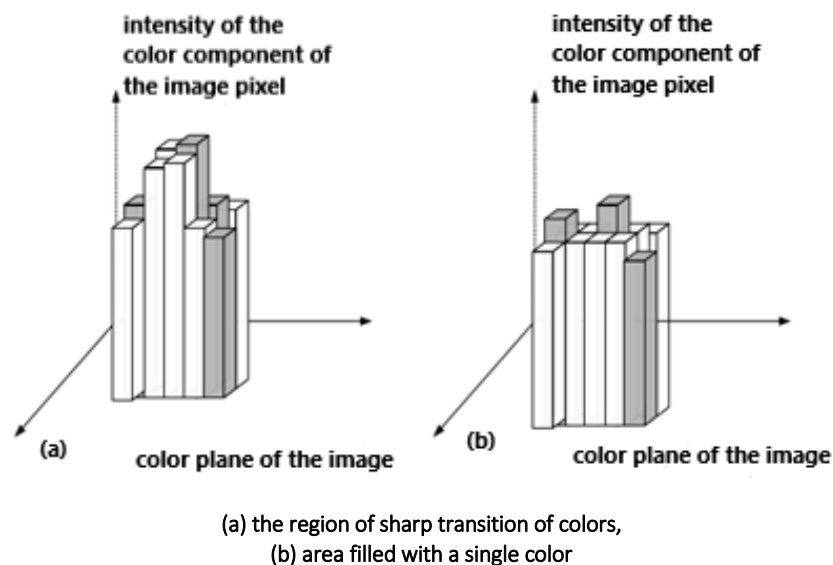 intensity of the
color component of
the image pixel
intensity of the
color component of
the image pixel
(a)
color plane of the image
(b)
color plane of the image
(a) the region of sharp transition of colors,
(b) area filled with a single color